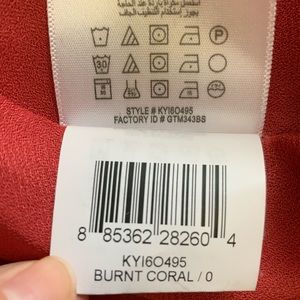 STYLE # KYI6O495
FACTORY ID # GTM343BS
8 85362 28260 4
KYI6O495
BURNT CORAL / 0